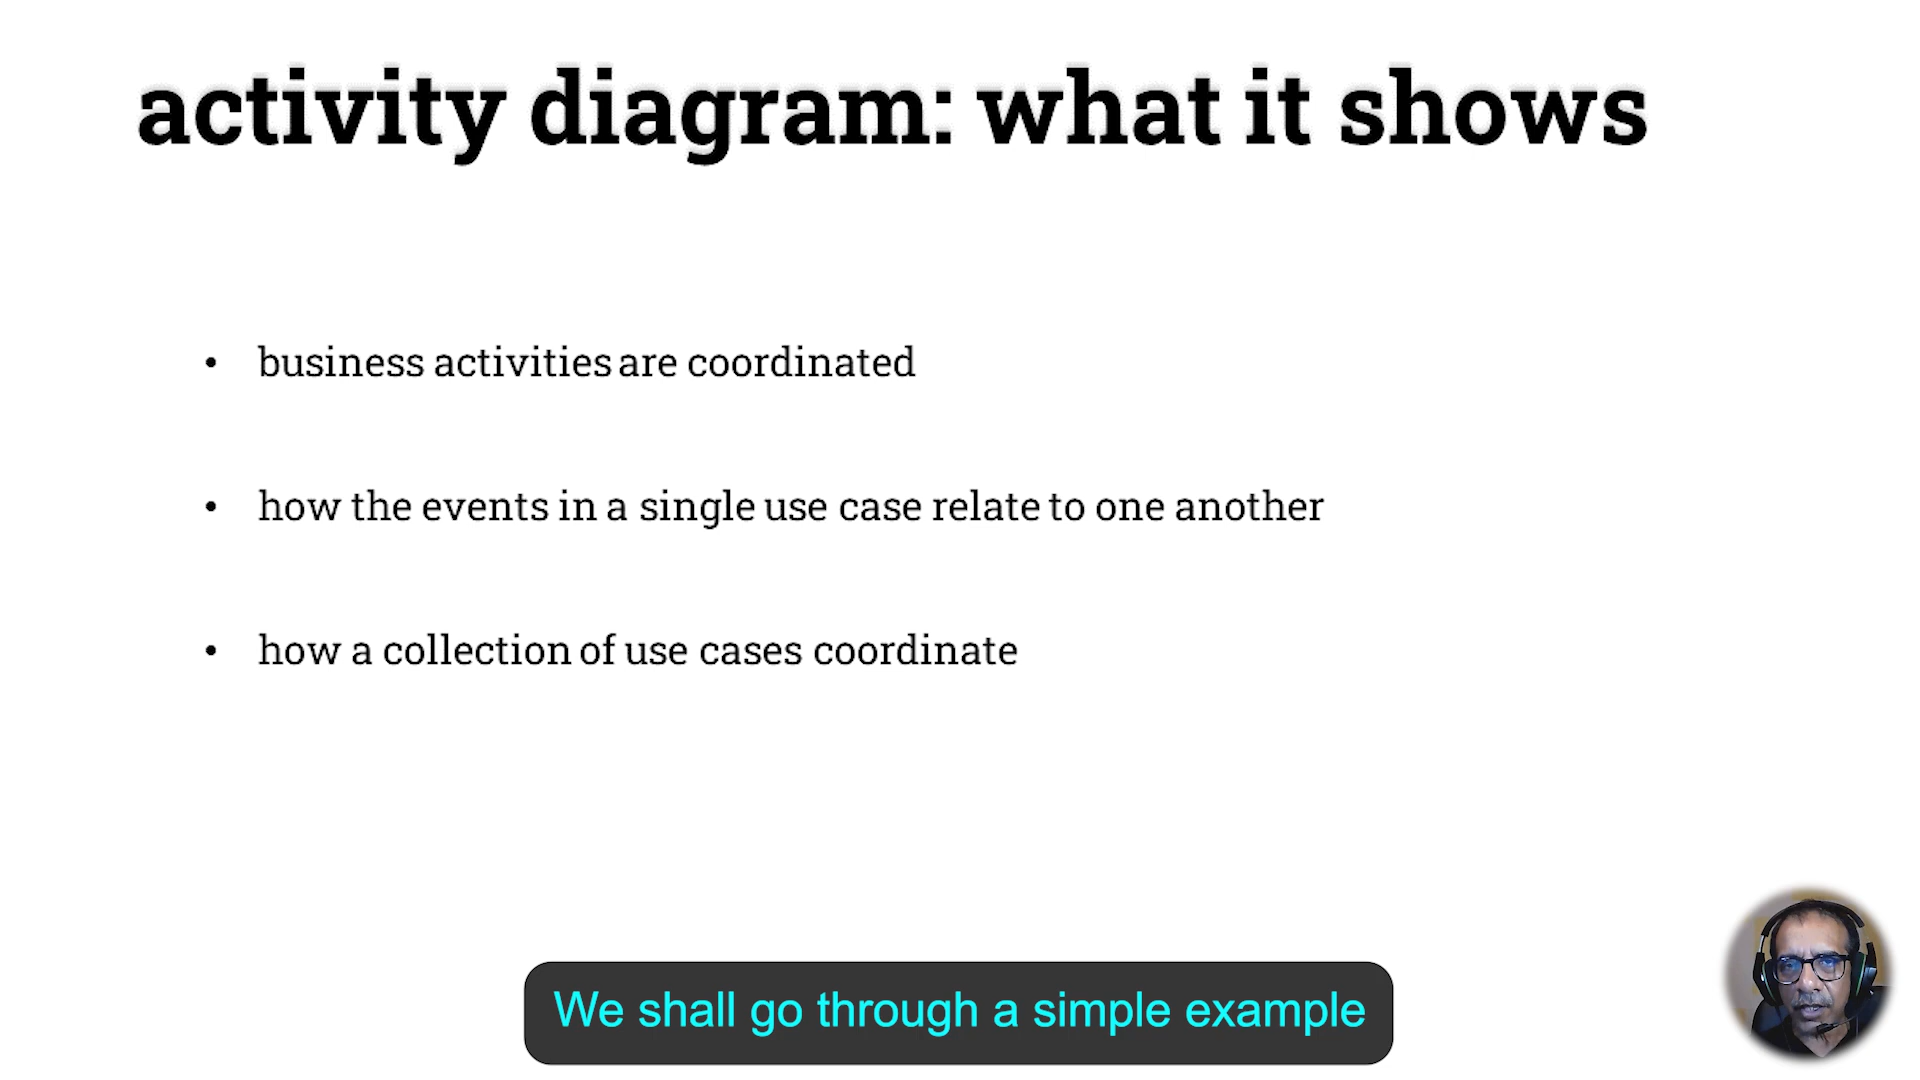 activity diagram: what it shows
• business activities are coordinated
• how the events in a single use case relate to one another
• how a collection of use cases coordinate
We shall go through a simple example